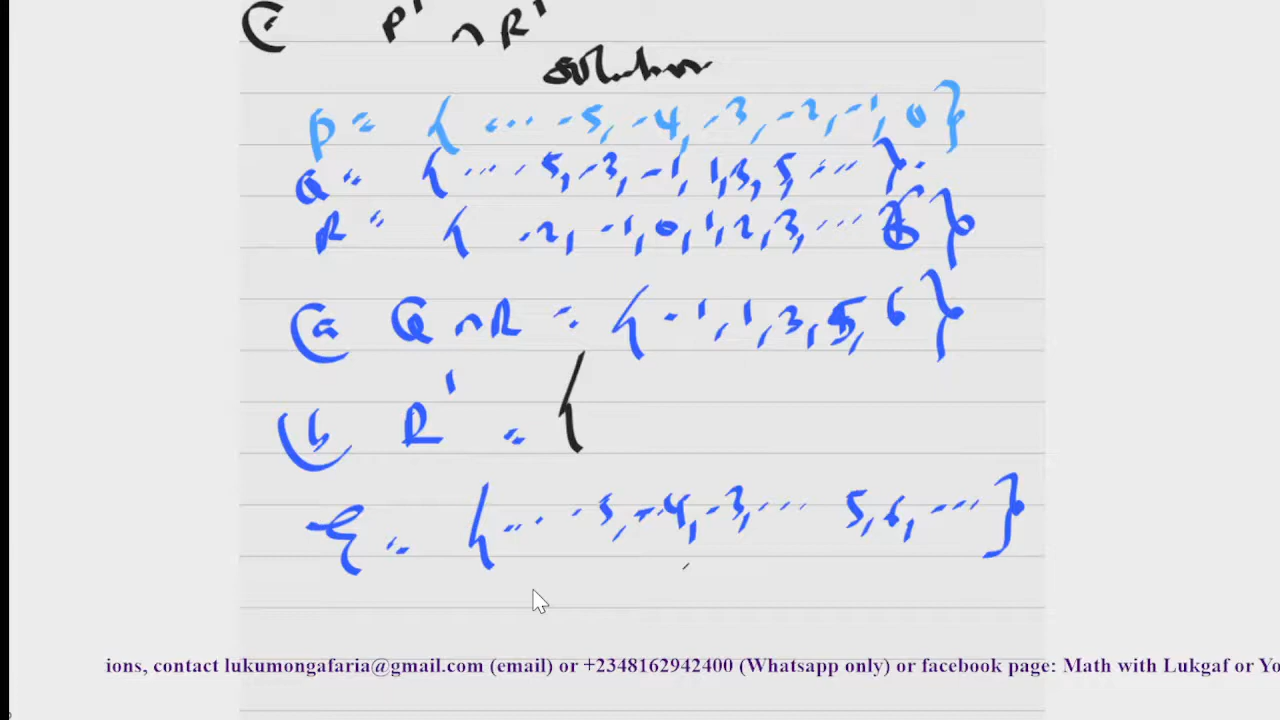 (c P' ∩ R'
solution
P = { ... -5, -4, -3, -2, -1, 0}
Q = { ... -5, -3, -1, 1, 3, 5, ... }.
R = { -2, -1, 0, 1, 2, 3, ... 6}
(a Q ∩ R = { -1, 1, 3, 5, 6}
(b R' = {
ξ = { ... -5, -4, -3, ... 5, 6, ... }
ions, contact lukumongafaria@gmail.com (email) or +2348162942400 (Whatsapp only) or facebook page: Math with Lukgaf or Yo